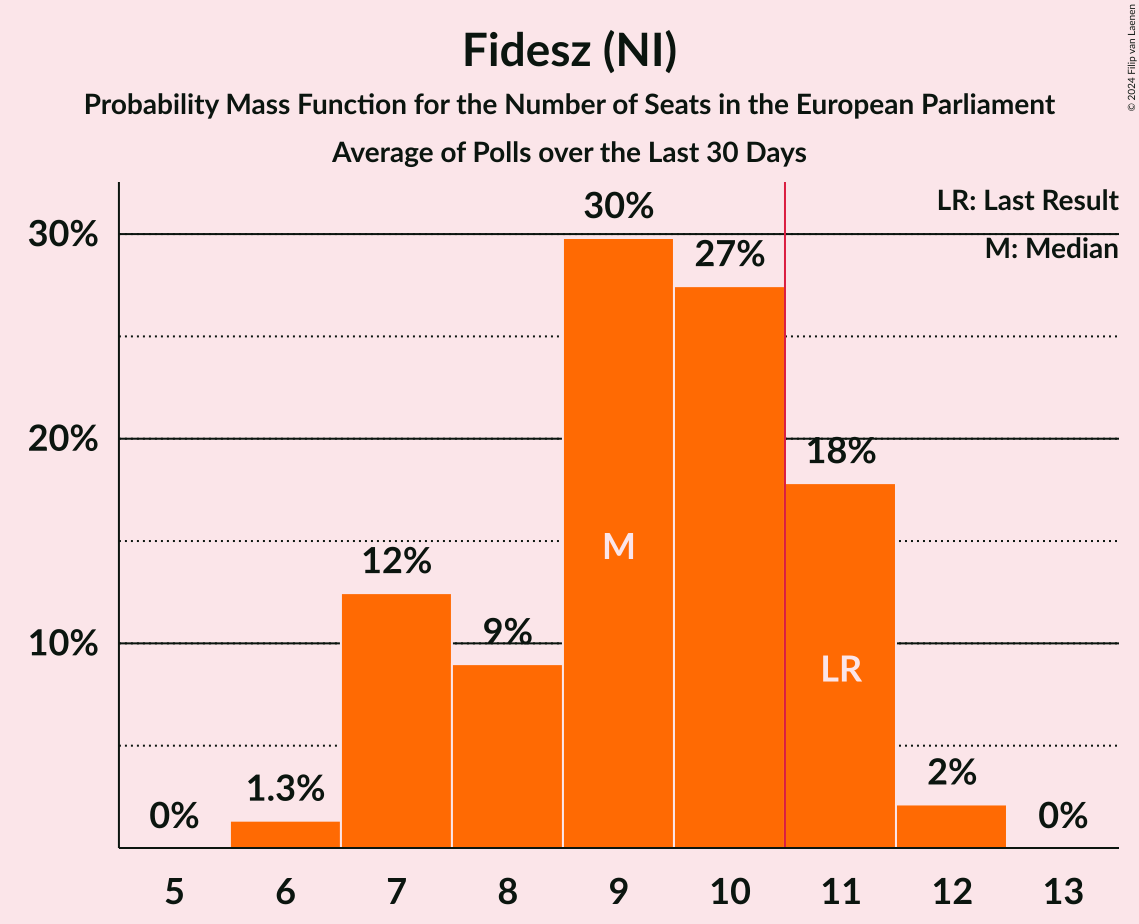 Fidesz (NI)
Probability Mass Function for the Number of Seats in the European Parliament
Average of Polls over the Last 30 Days
© 2024 Filip van Laenen
LR: Last Result
M: Median
30%
20%
10%
0%
1.3%
12%
9%
30%
27%
18%
2%
0%
M
LR
5 6 7 8 9 10 11 12 13